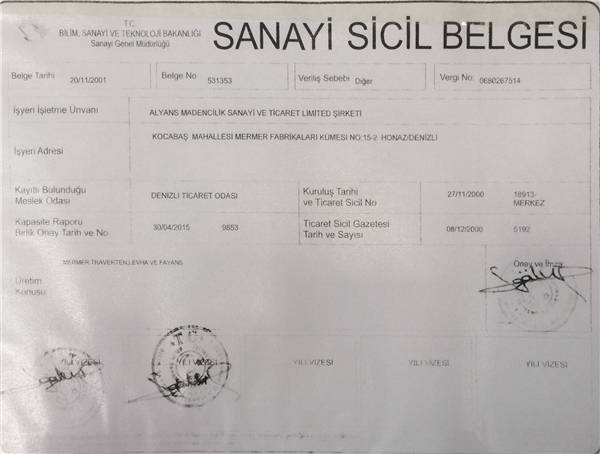 T.C.
BİLİM, SANAYİ VE TEKNOLOJİ BAKANLIĞI
Sanayi Genel Müdürlüğü
SANAYİ SİCİL BELGESİ
Belge Tarihi 20/11/2001 Belge No 531353 Veriliş Sebebi Diğer Vergi No: 0680267514
İşyeri İşletme Ünvanı ALYANS MADENCİLİK SANAYİ VE TİCARET LİMİTED ŞİRKETİ
KOCABAŞ MAHALLESİ MERMER FABRİKALARI KÜMESİ NO:15-2 HONAZ/DENİZLİ
İşyeri Adresi
Kayıtlı Bulunduğu Meslek Odası DENİZLİ TİCARET ODASI Kuruluş Tarihi ve Ticaret Sicil No 27/11/2000 18913-MERKEZ
Kapasite Raporu Birlik Onay Tarih ve No 30/04/2015 9853 Ticaret Sicil Gazetesi Tarih ve Sayısı 08/12/2000 5192
MERMER,TRAVERTEN,LEVHA VE FAYANS
Onay ve İmza
Üretim
Konusu
YILI VİZESİ YILI VİZESİ YILI VİZESİ YILI VİZESİ